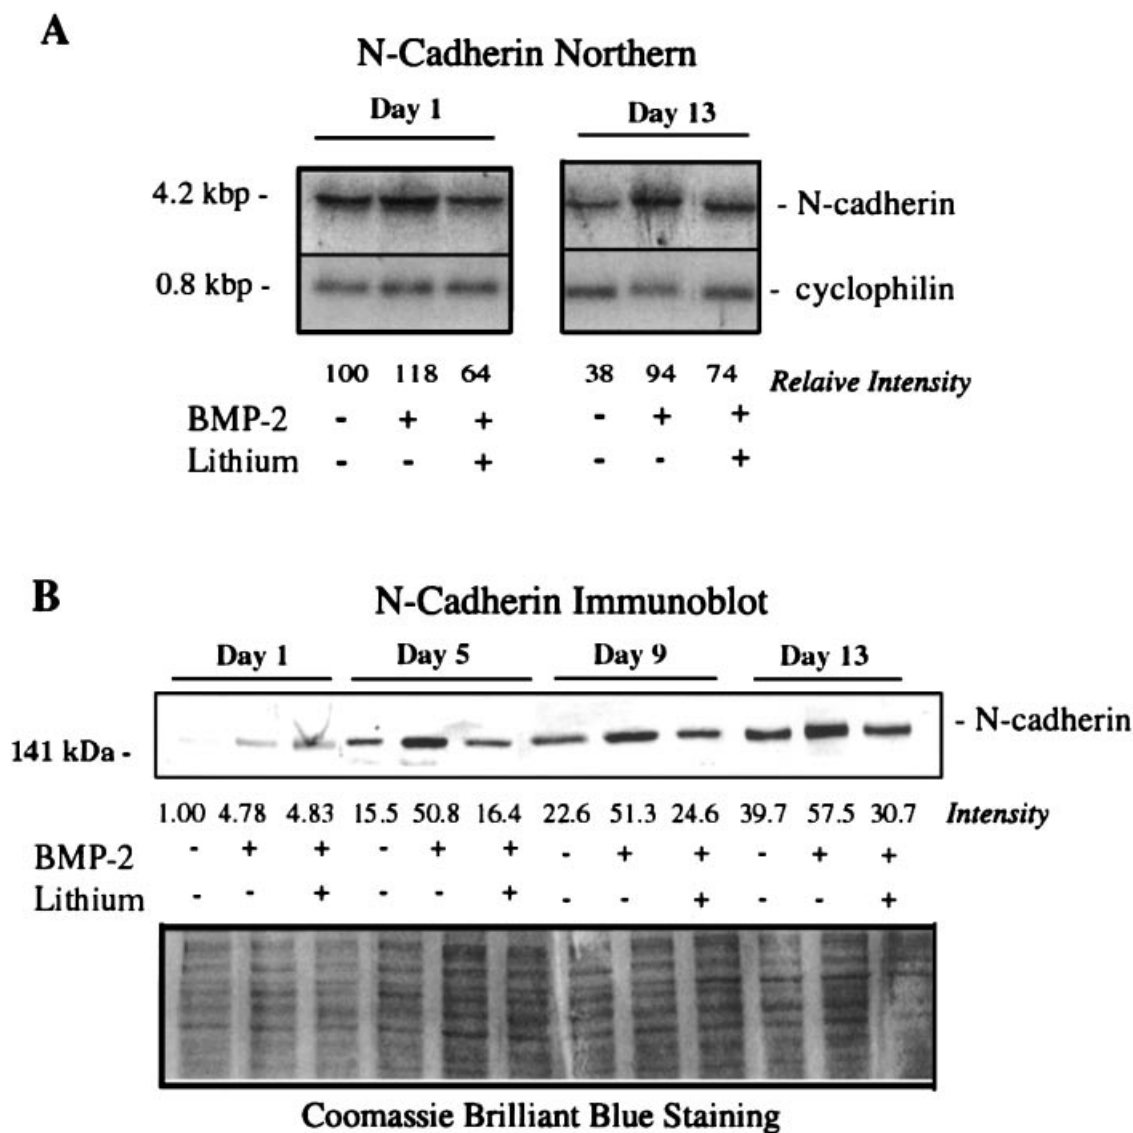 A
N-Cadherin Northern
Day 1 Day 13
4.2 kbp - - N-cadherin
0.8 kbp - - cyclophilin
100 118 64 38 94 74 Relaive Intensity
BMP-2 - + + - + +
Lithium - - + - - +
B
N-Cadherin Immunoblot
Day 1 Day 5 Day 9 Day 13
- N-cadherin
141 kDa -
1.00 4.78 4.83 15.5 50.8 16.4 22.6 51.3 24.6 39.7 57.5 30.7 Intensity
BMP-2 - + + - + + - + + - + +
Lithium - - + - - + - - + - - +
Coomassie Brilliant Blue Staining